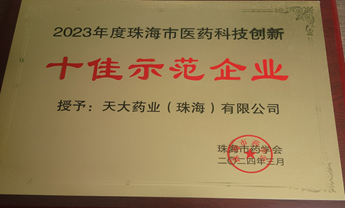 2023年度珠海市医药科技创新
十佳示范企业
授予：天大药业（珠海）有限公司
珠海市药学会
二〇二四年三月